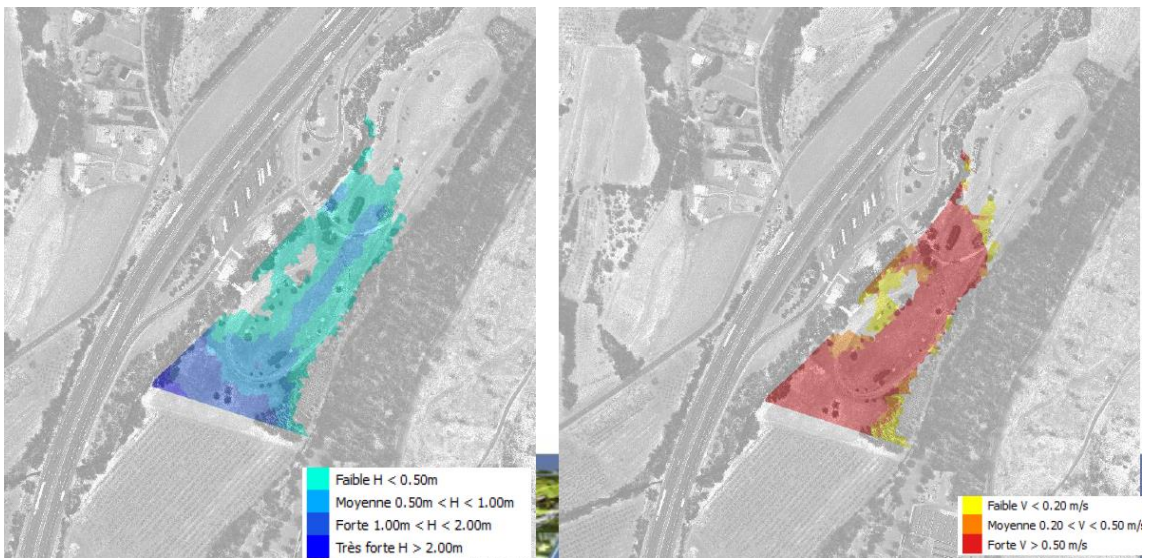 Faible H < 0.50m
Moyenne 0.50m < H < 1.00m
Forte 1.00m < H < 2.00m
Très forte H > 2.00m
Faible V < 0.20 m/s
Moyenne 0.20 < V < 0.50 m/s
Forte V > 0.50 m/s